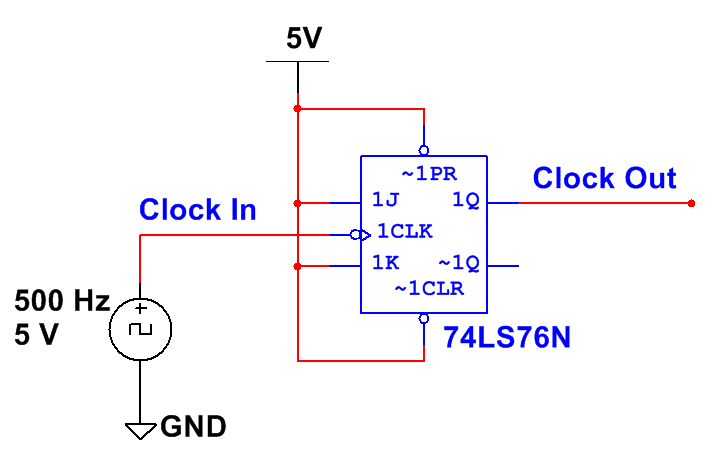 5V
~1PR
1J
1Q
Clock Out
Clock In
1CLK
1K
~1Q
~1CLR
500 Hz
5 V
74LS76N
GND